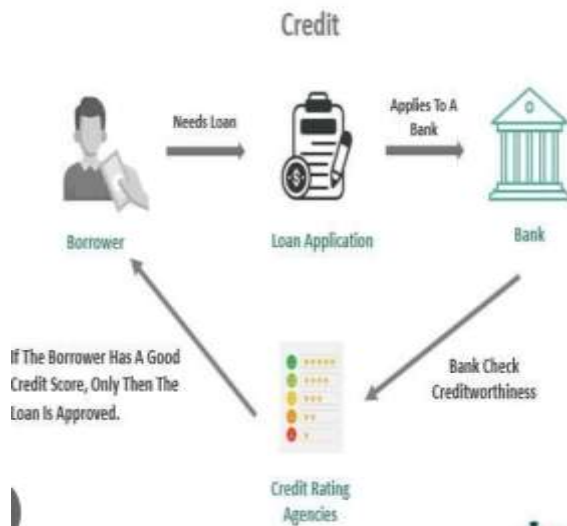 Credit
Needs Loan
Applies To A
Bank
Borrower
Loan Application
Bank
If The Borrower Has A Good
Credit Score, Only Then The
Loan Is Approved.
Bank Check
Creditworthiness
Credit Rating
Agencies